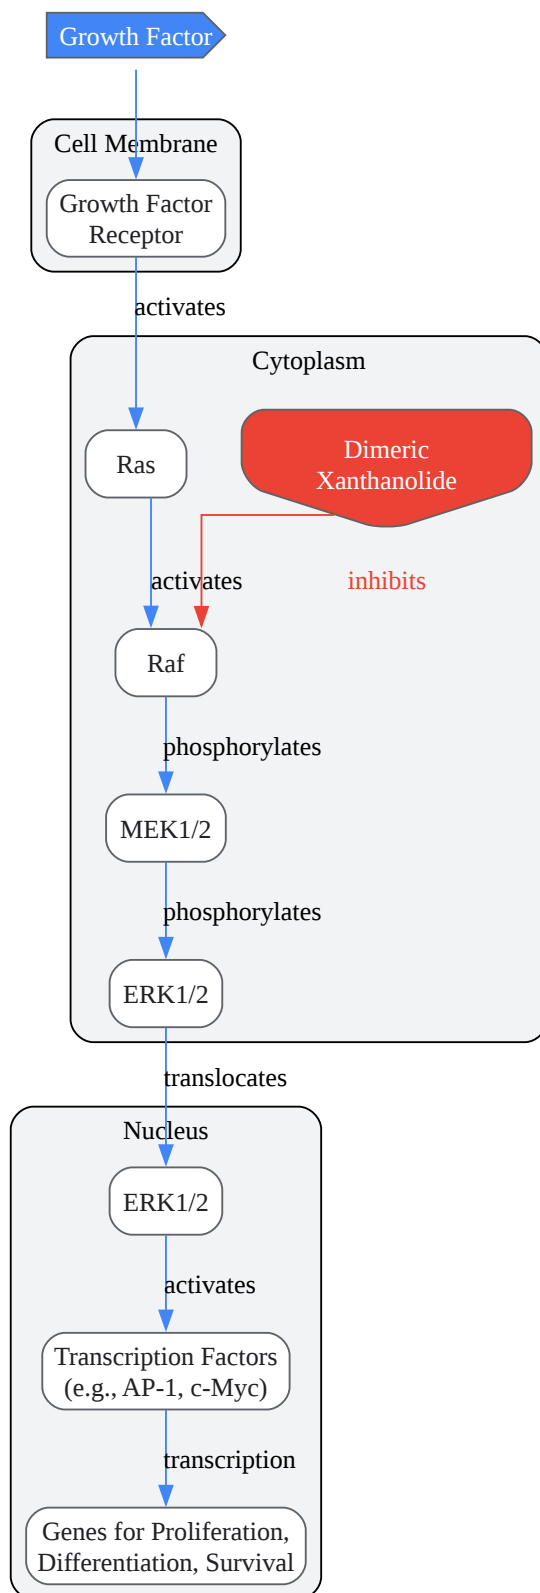 Growth Factor
Cell Membrane
Growth Factor
Receptor
activates
Cytoplasm
Ras
Dimeric
Xanthanolide
activates
inhibits
Raf
phosphorylates
MEK1/2
phosphorylates
ERK1/2
translocates
Nucleus
ERK1/2
activates
Transcription Factors
(e.g., AP-1, c-Myc)
transcription
Genes for Proliferation,
Differentiation, Survival